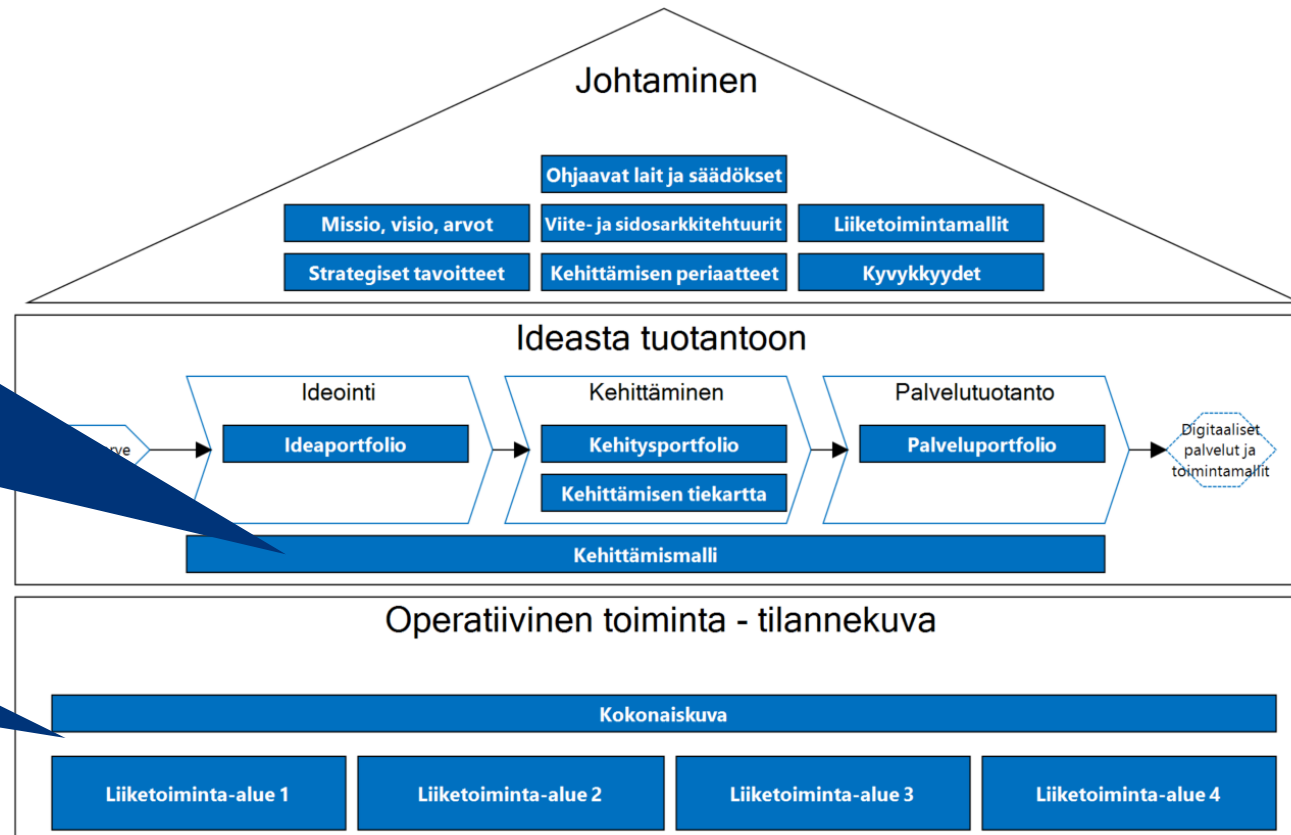 Johtaminen
Ohjaavat lait ja säädökset
Missio, visio, arvot
Viite- ja sidosarkkitehtuurit
Liiketoimintamallit
Strategiset tavoitteet
Kehittämisen periaatteet
Kyvykkyydet
Ideasta tuotantoon
Ideointi
Kehittäminen
Palvelutuotanto
Ideaportfolio
Kehitysportfolio
Palveluportfolio
Kehittämisen tiekartta
Digitaaliset
palvelut ja
toimintamallit
Kehittämismalli
Operatiivinen toiminta - tilannekuva
Kokonaiskuva
Liiketoiminta-alue 1
Liiketoiminta-alue 2
Liiketoiminta-alue 3
Liiketoiminta-alue 4